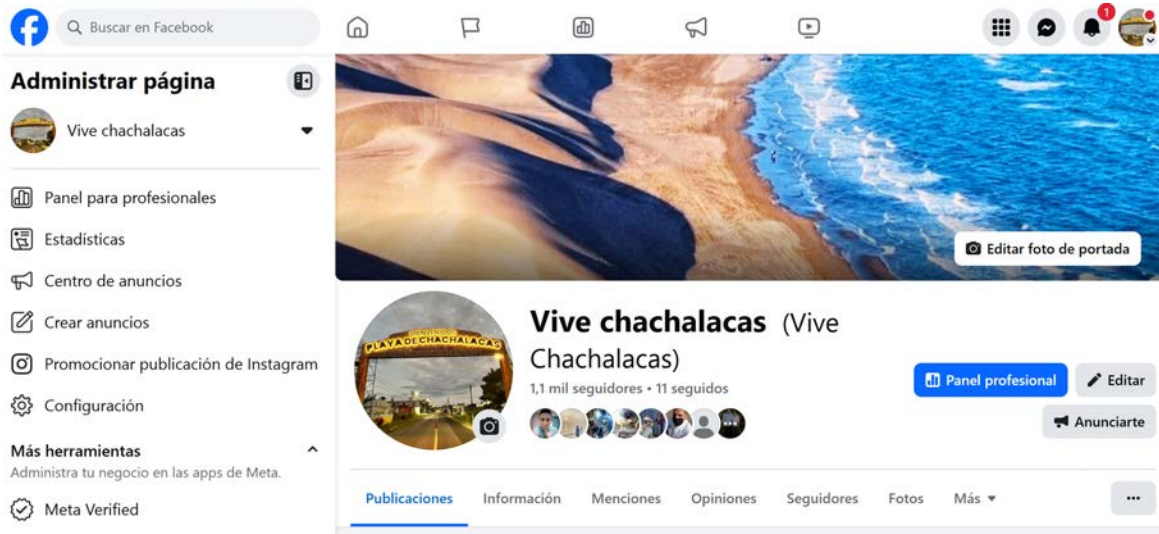 Buscar en Facebook
1
Administrar página
Vive chachalacas
Panel para profesionales
Estadísticas
Centro de anuncios
Crear anuncios
Promocionar publicación de Instagram
Configuración
Más herramientas
Administra tu negocio en las apps de Meta.
Meta Verified
Editar foto de portada
BIENVENIDOS
PLAYA DE CHACHALACAS
Vive chachalacas (Vive
Chachalacas)
1,1 mil seguidores • 11 seguidos
Panel profesional
Editar
Anunciarte
Publicaciones Información Menciones Opiniones Seguidores Fotos Más